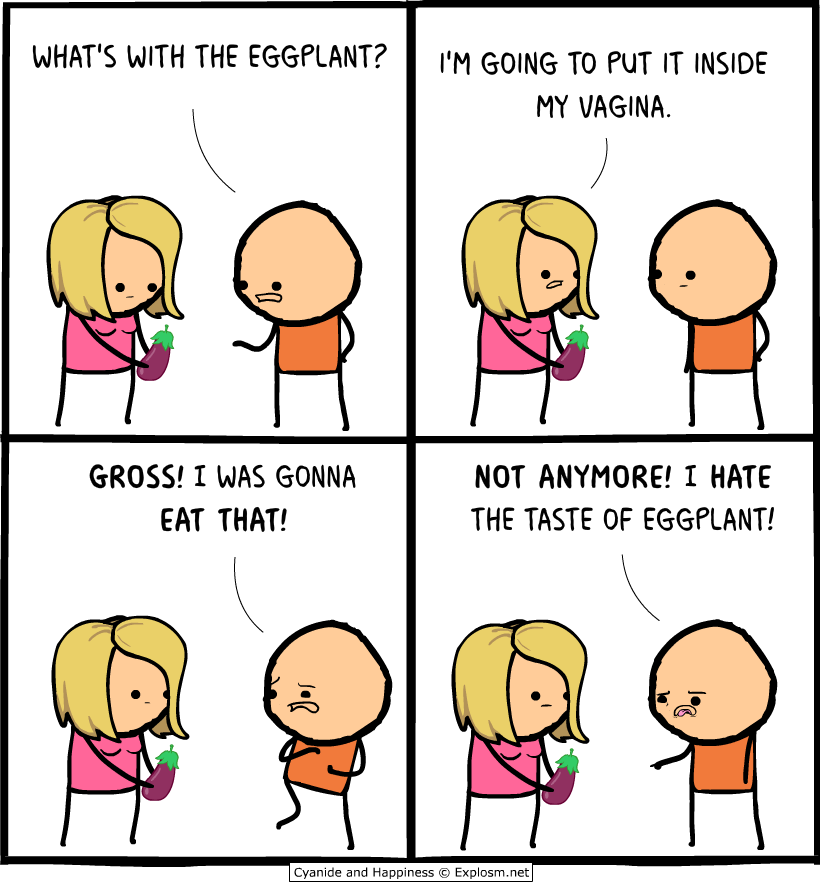 WHAT'S WITH THE EGGPLANT?
I'M GOING TO PUT IT INSIDE
MY VAGINA.
GROSS! I WAS GONNA
EAT THAT!
NOT ANYMORE! I HATE
THE TASTE OF EGGPLANT!
Cyanide and Happiness © Explosm.net